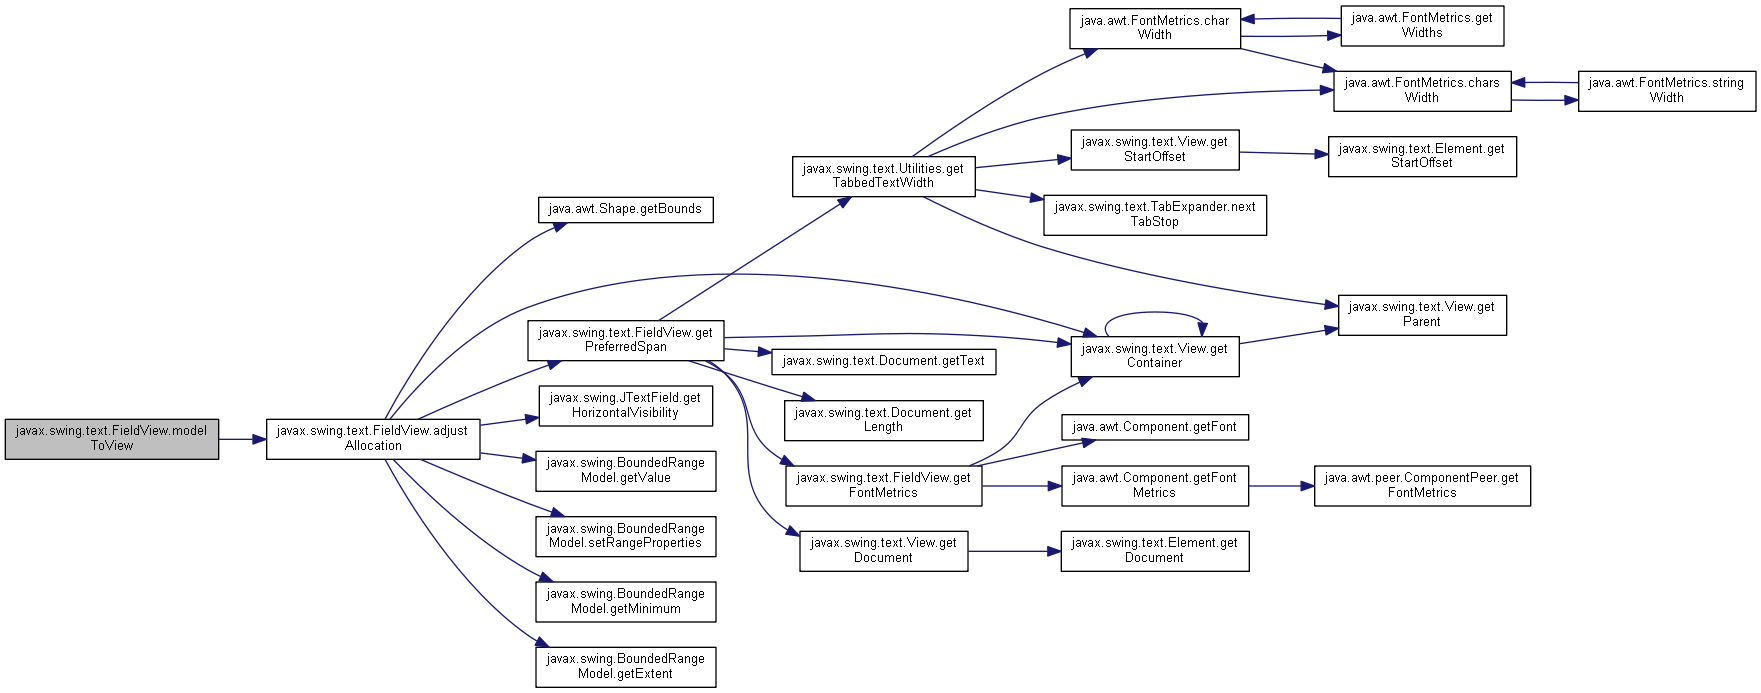 java.awt.FontMetrics.char
Width
java.awt.FontMetrics.get
Widths
java.awt.FontMetrics.chars
Width
java.awt.FontMetrics.string
Width
javax.swing.text.View.get
StartOffset
javax.swing.text.Element.get
StartOffset
javax.swing.text.Utilities.get
TabbedTextWidth
javax.swing.text.TabExpander.next
TabStop
java.awt.Shape.getBounds
javax.swing.text.View.get
Parent
javax.swing.text.FieldView.get
PreferredSpan
javax.swing.text.View.get
Container
javax.swing.text.Document.getText
javax.swing.JTextField.get
HorizontalVisibility
javax.swing.text.Document.get
Length
java.awt.Component.getFont
javax.swing.text.FieldView.model
ToView
javax.swing.text.FieldView.adjust
Allocation
javax.swing.BoundedRange
Model.getValue
javax.swing.text.FieldView.get
FontMetrics
java.awt.Component.getFont
Metrics
java.awt.peer.ComponentPeer.get
FontMetrics
javax.swing.BoundedRange
Model.setRangeProperties
javax.swing.text.View.get
Document
javax.swing.text.Element.get
Document
javax.swing.BoundedRange
Model.getMinimum
javax.swing.BoundedRange
Model.getExtent